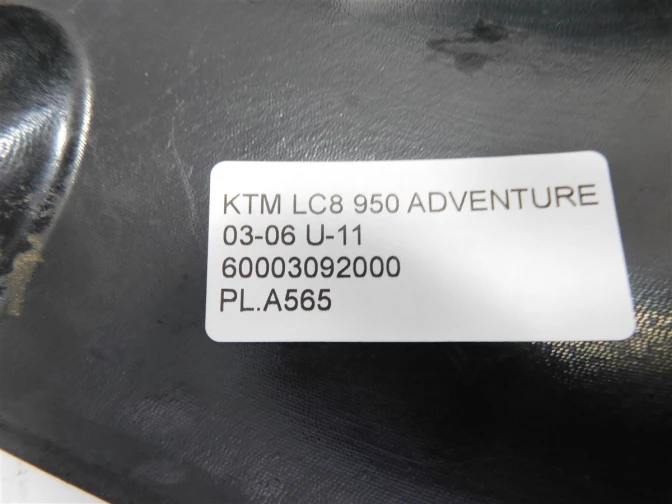 KTM LC8 950 ADVENTURE
03-06 U-11
60003092000
PL.A565